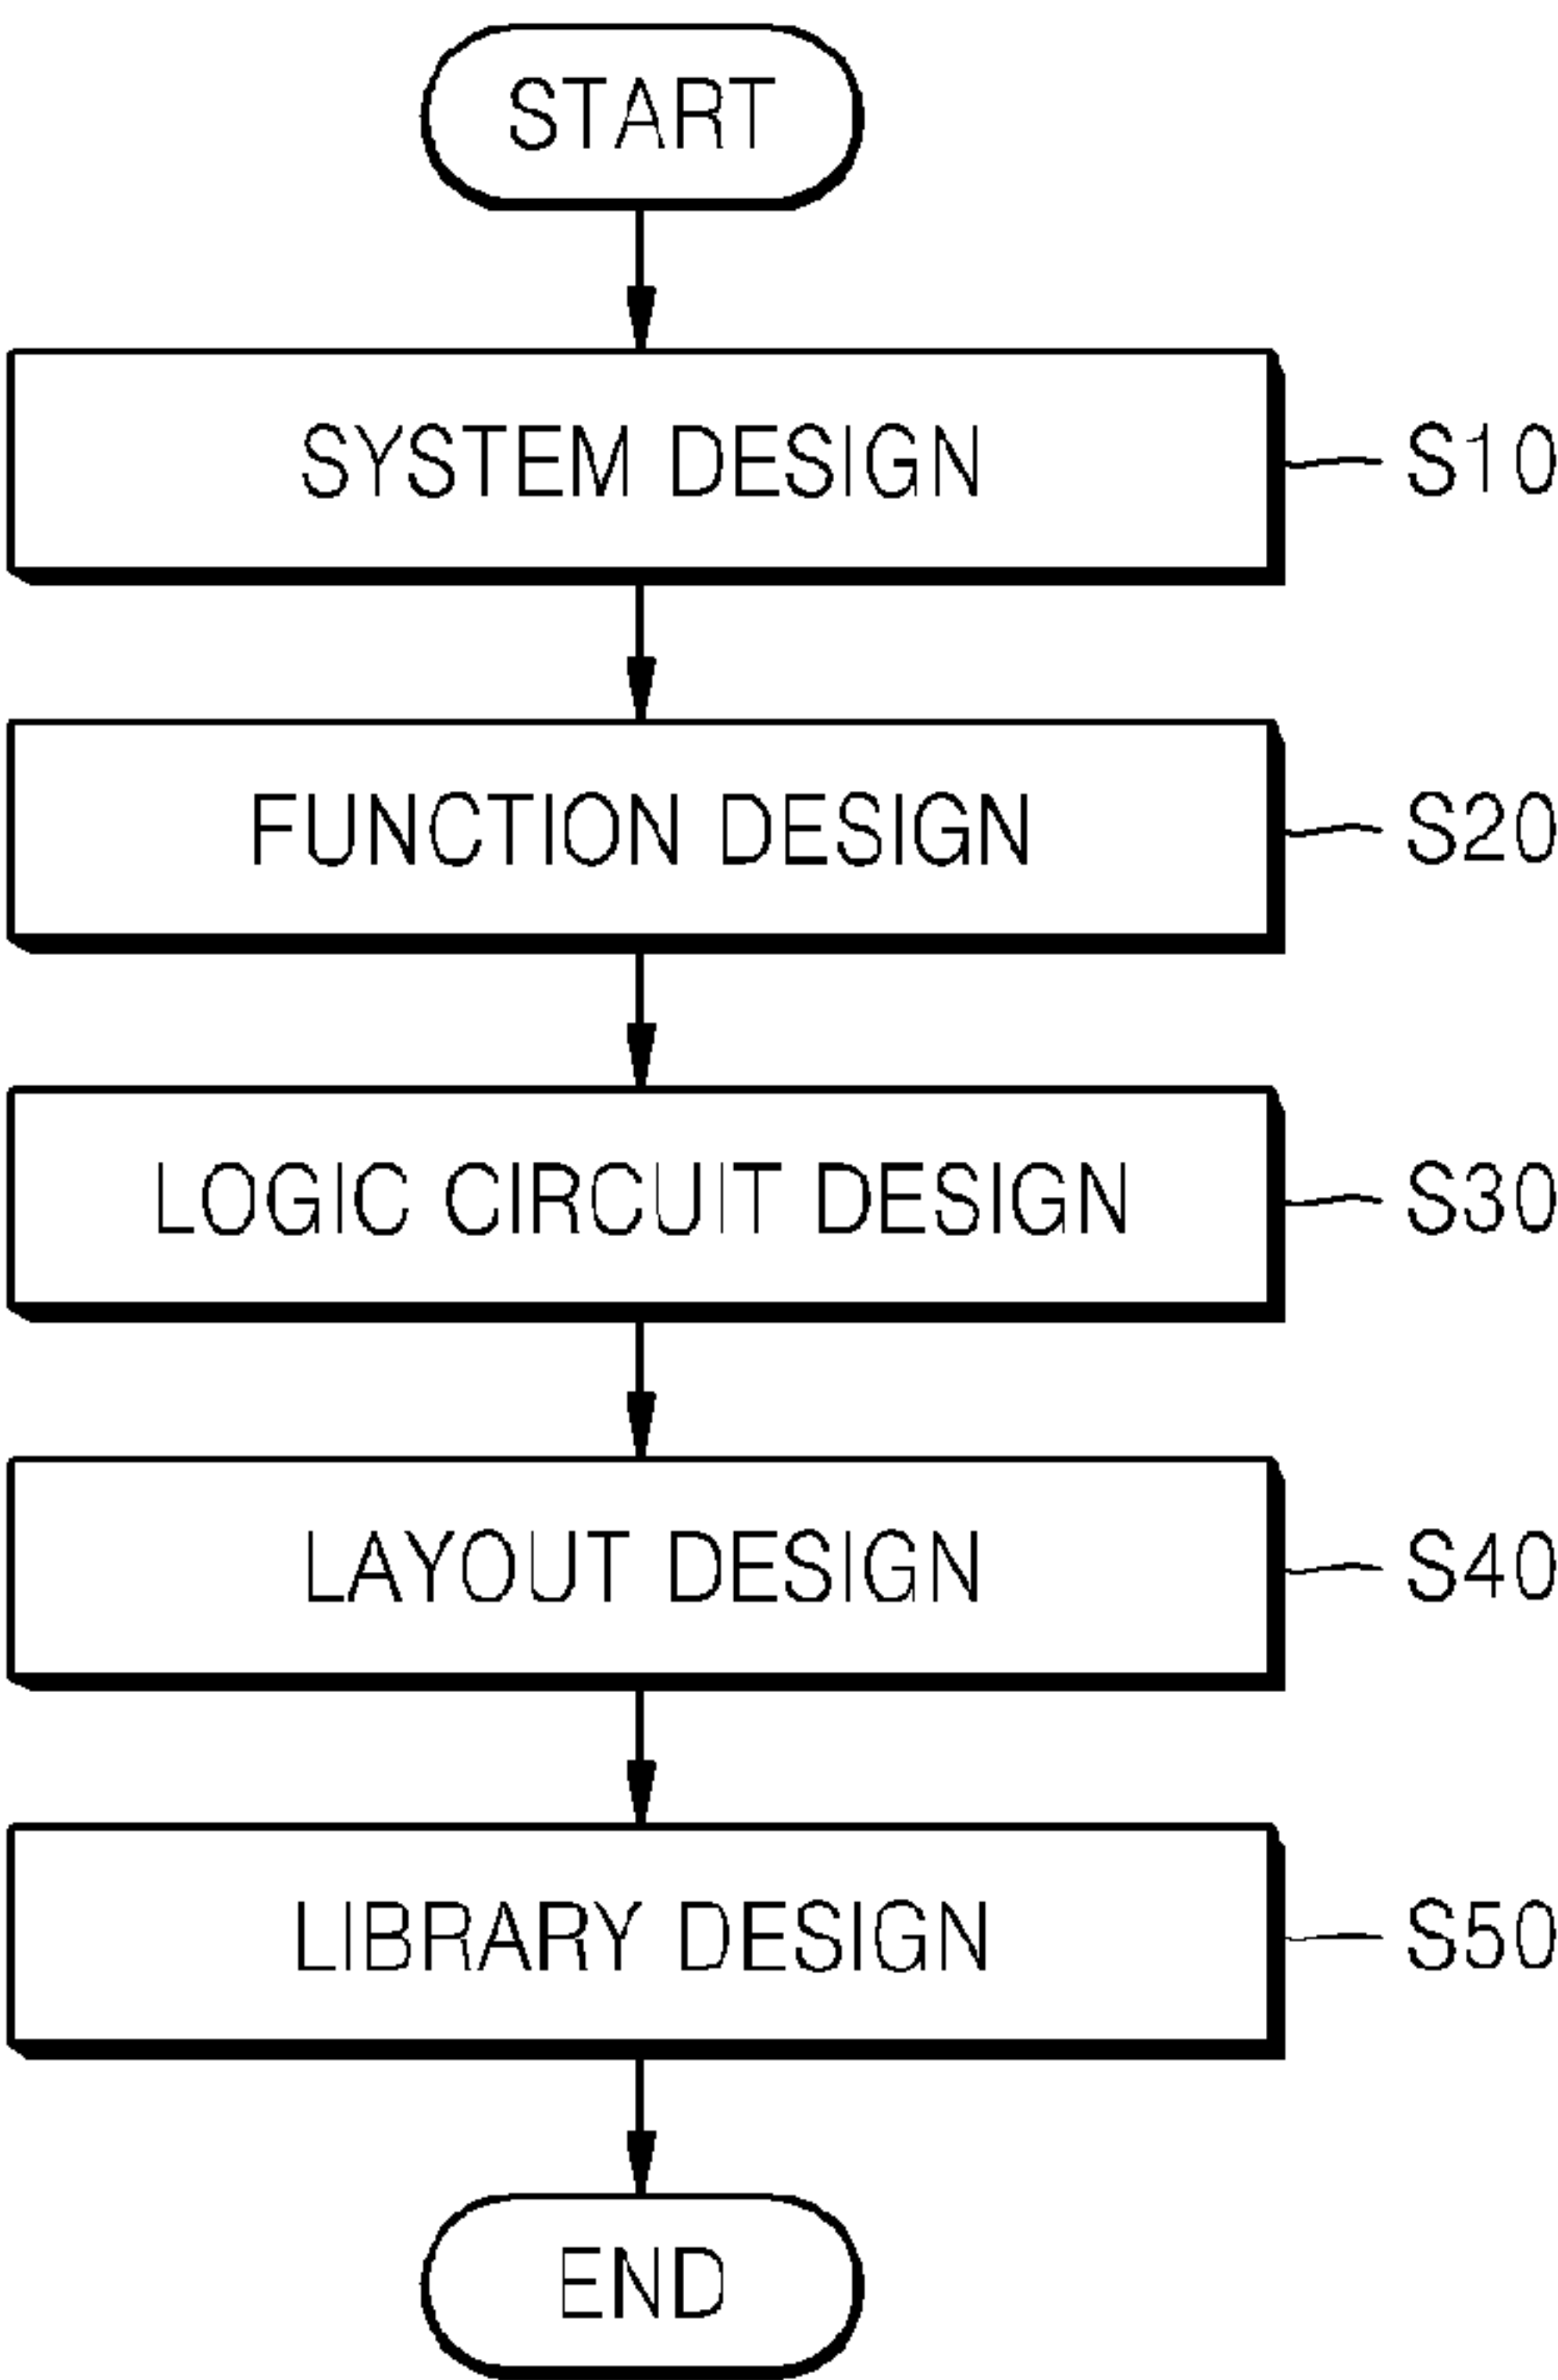 START
SYSTEM DESIGN S10
FUNCTION DESIGN S20
LOGIC CIRCUIT DESIGN S30
LAYOUT DESIGN S40
LIBRARY DESIGN S50
END